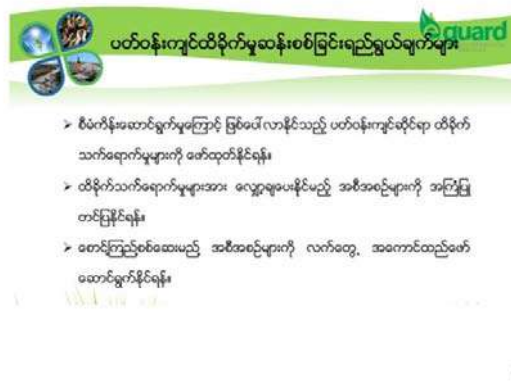 eguard
ပတ်ဝန်းကျင်ထိခိုက်မှုဆန်းစစ်ခြင်းရည်ရွယ်ချက်များ
➢ စီမံကိန်းဆောင်ရွက်မှုကြောင့် ဖြစ်ပေါ်လာနိုင်သည့် ပတ်ဝန်းကျင်ဆိုင်ရာ ထိခိုက်
သက်ရောက်မှုများကို ဖော်ထုတ်နိုင်ရန်။
➢ ထိခိုက်သက်ရောက်မှုများအား လျှော့ချပေးနိုင်မည့် အစီအစဉ်များကို အကြံပြု
တင်ပြနိုင်ရန်။
➢ စောင့်ကြည့်စစ်ဆေးမည့် အစီအစဉ်များကို လက်တွေ့ အကောင်ထည်ဖော်
ဆောင်ရွက်နိုင်ရန်။